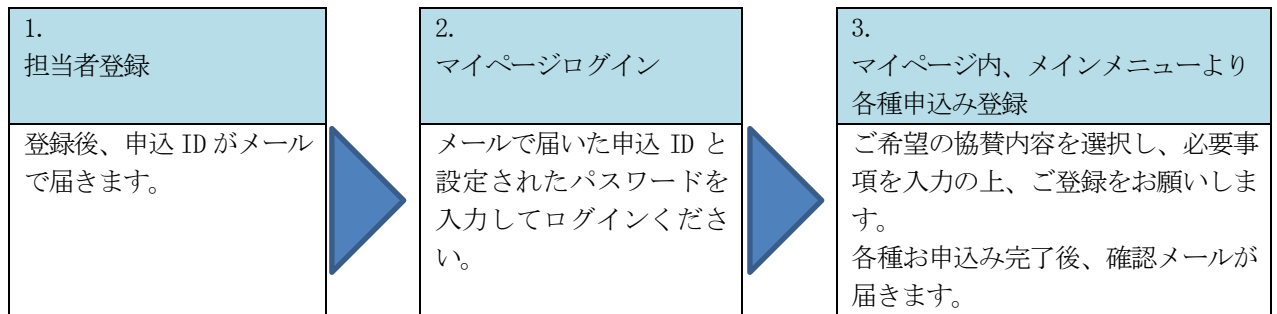 1.
担当者登録
登録後、申込 ID がメール
で届きます。
2.
マイページログイン
メールで届いた申込 ID と
設定されたパスワードを
入力してログインくださ
い。
3.
マイページ内、メインメニューより
各種申込み登録
ご希望の協賛内容を選択し、必要事
項を入力の上、ご登録をお願いしま
す。
各種お申込み完了後、確認メールが
届きます。